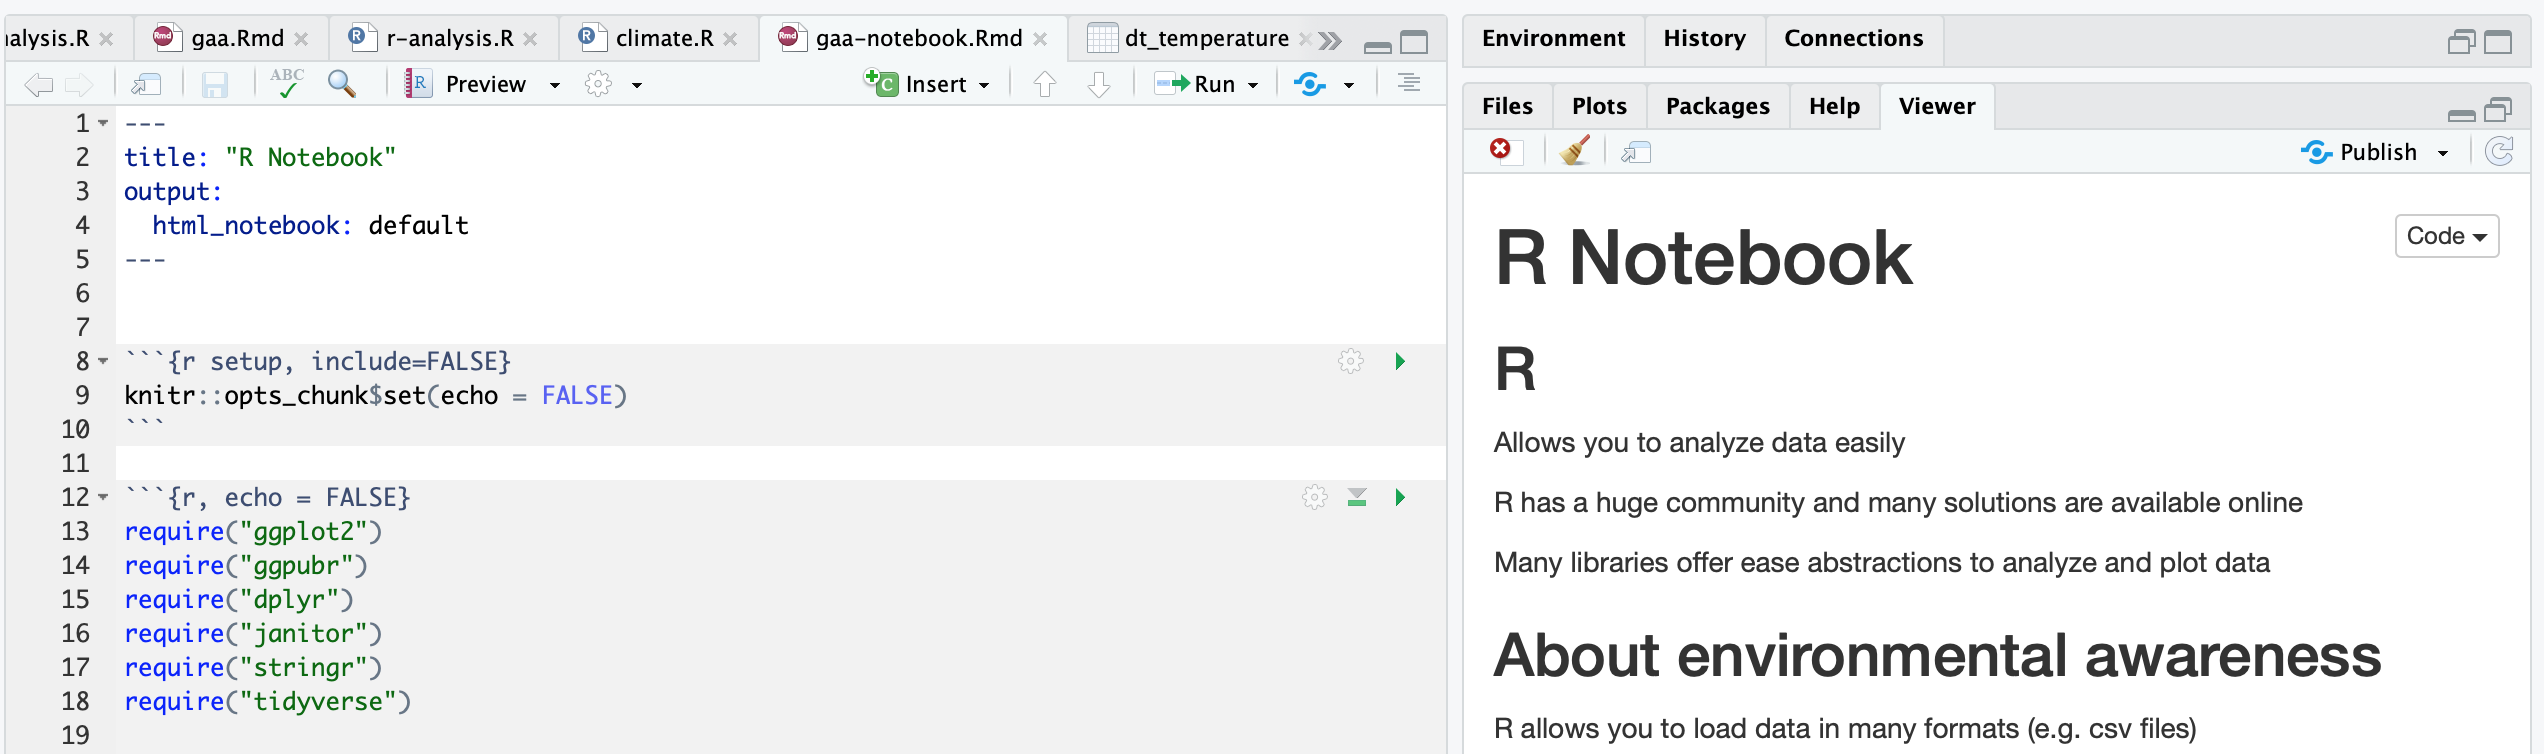 nalysis.R
gaa.Rmd
r-analysis.R
climate.R
gaa-notebook.Rmd
dt_temperature
ABC
Preview
Insert
Run
1 ---
2 title: "R Notebook"
3 output:
4 html_notebook: default
5 ---
6
7
8 ```{r setup, include=FALSE}
9 knitr::opts_chunk$set(echo = FALSE)
10 ```
11
12 ```{r, echo = FALSE}
13 require("ggplot2")
14 require("ggpubr")
15 require("dplyr")
16 require("janitor")
17 require("stringr")
18 require("tidyverse")
19
Environment History Connections
Files Plots Packages Help Viewer
Publish
R Notebook
Code
R
Allows you to analyze data easily
R has a huge community and many solutions are available online
Many libraries offer ease abstractions to analyze and plot data
About environmental awareness
R allows you to load data in many formats (e.g. csv files)